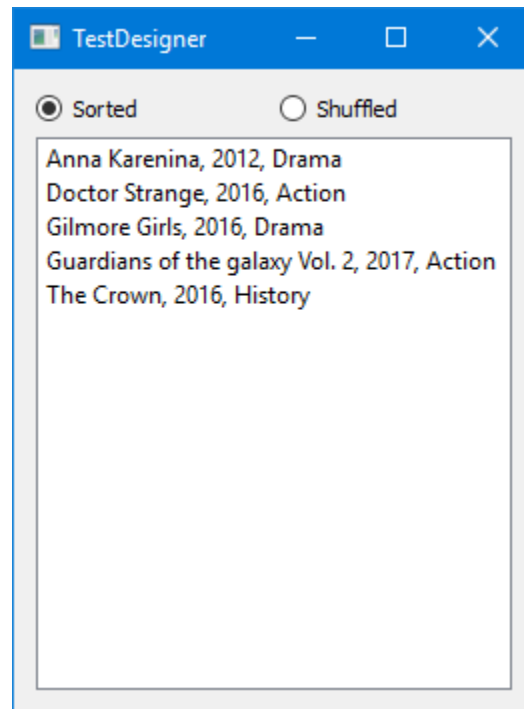 TestDesigner
Sorted Shuffled
Anna Karenina, 2012, Drama
Doctor Strange, 2016, Action
Gilmore Girls, 2016, Drama
Guardians of the galaxy Vol. 2, 2017, Action
The Crown, 2016, History